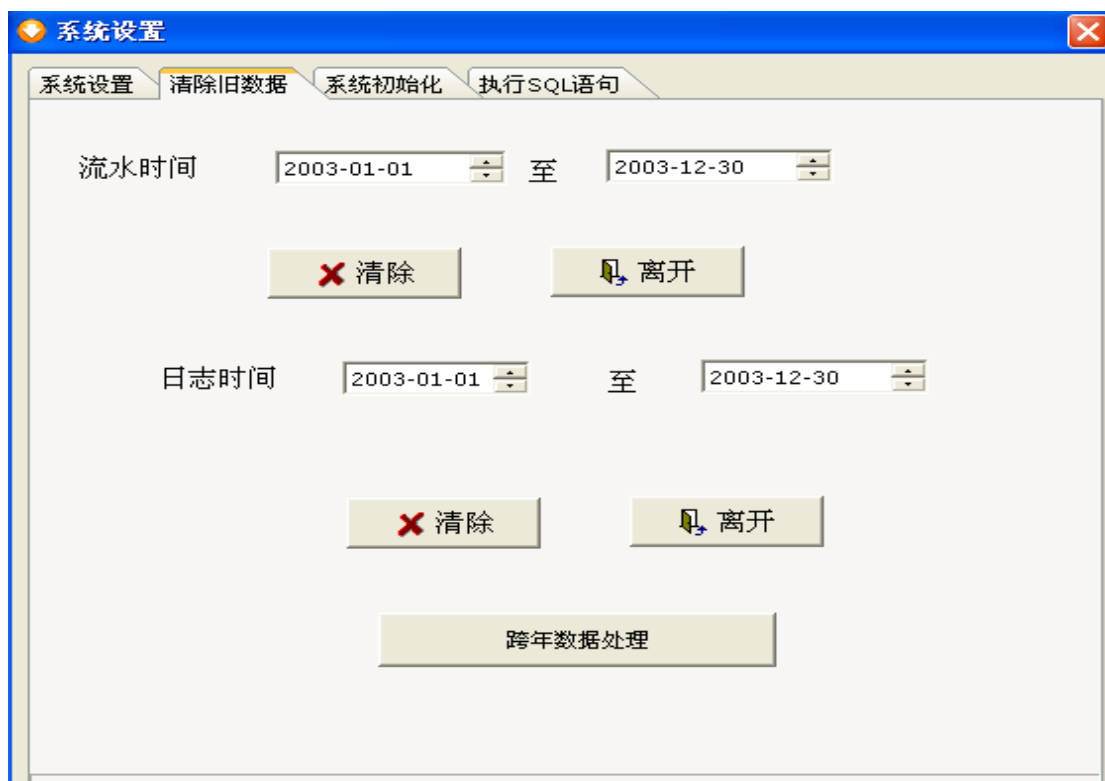 系统设置
系统设置 清除旧数据 系统初始化 执行SQL语句
流水时间 2003-01-01 至 2003-12-30
清除 离开
日志时间 2003-01-01 至 2003-12-30
清除 离开
跨年数据处理